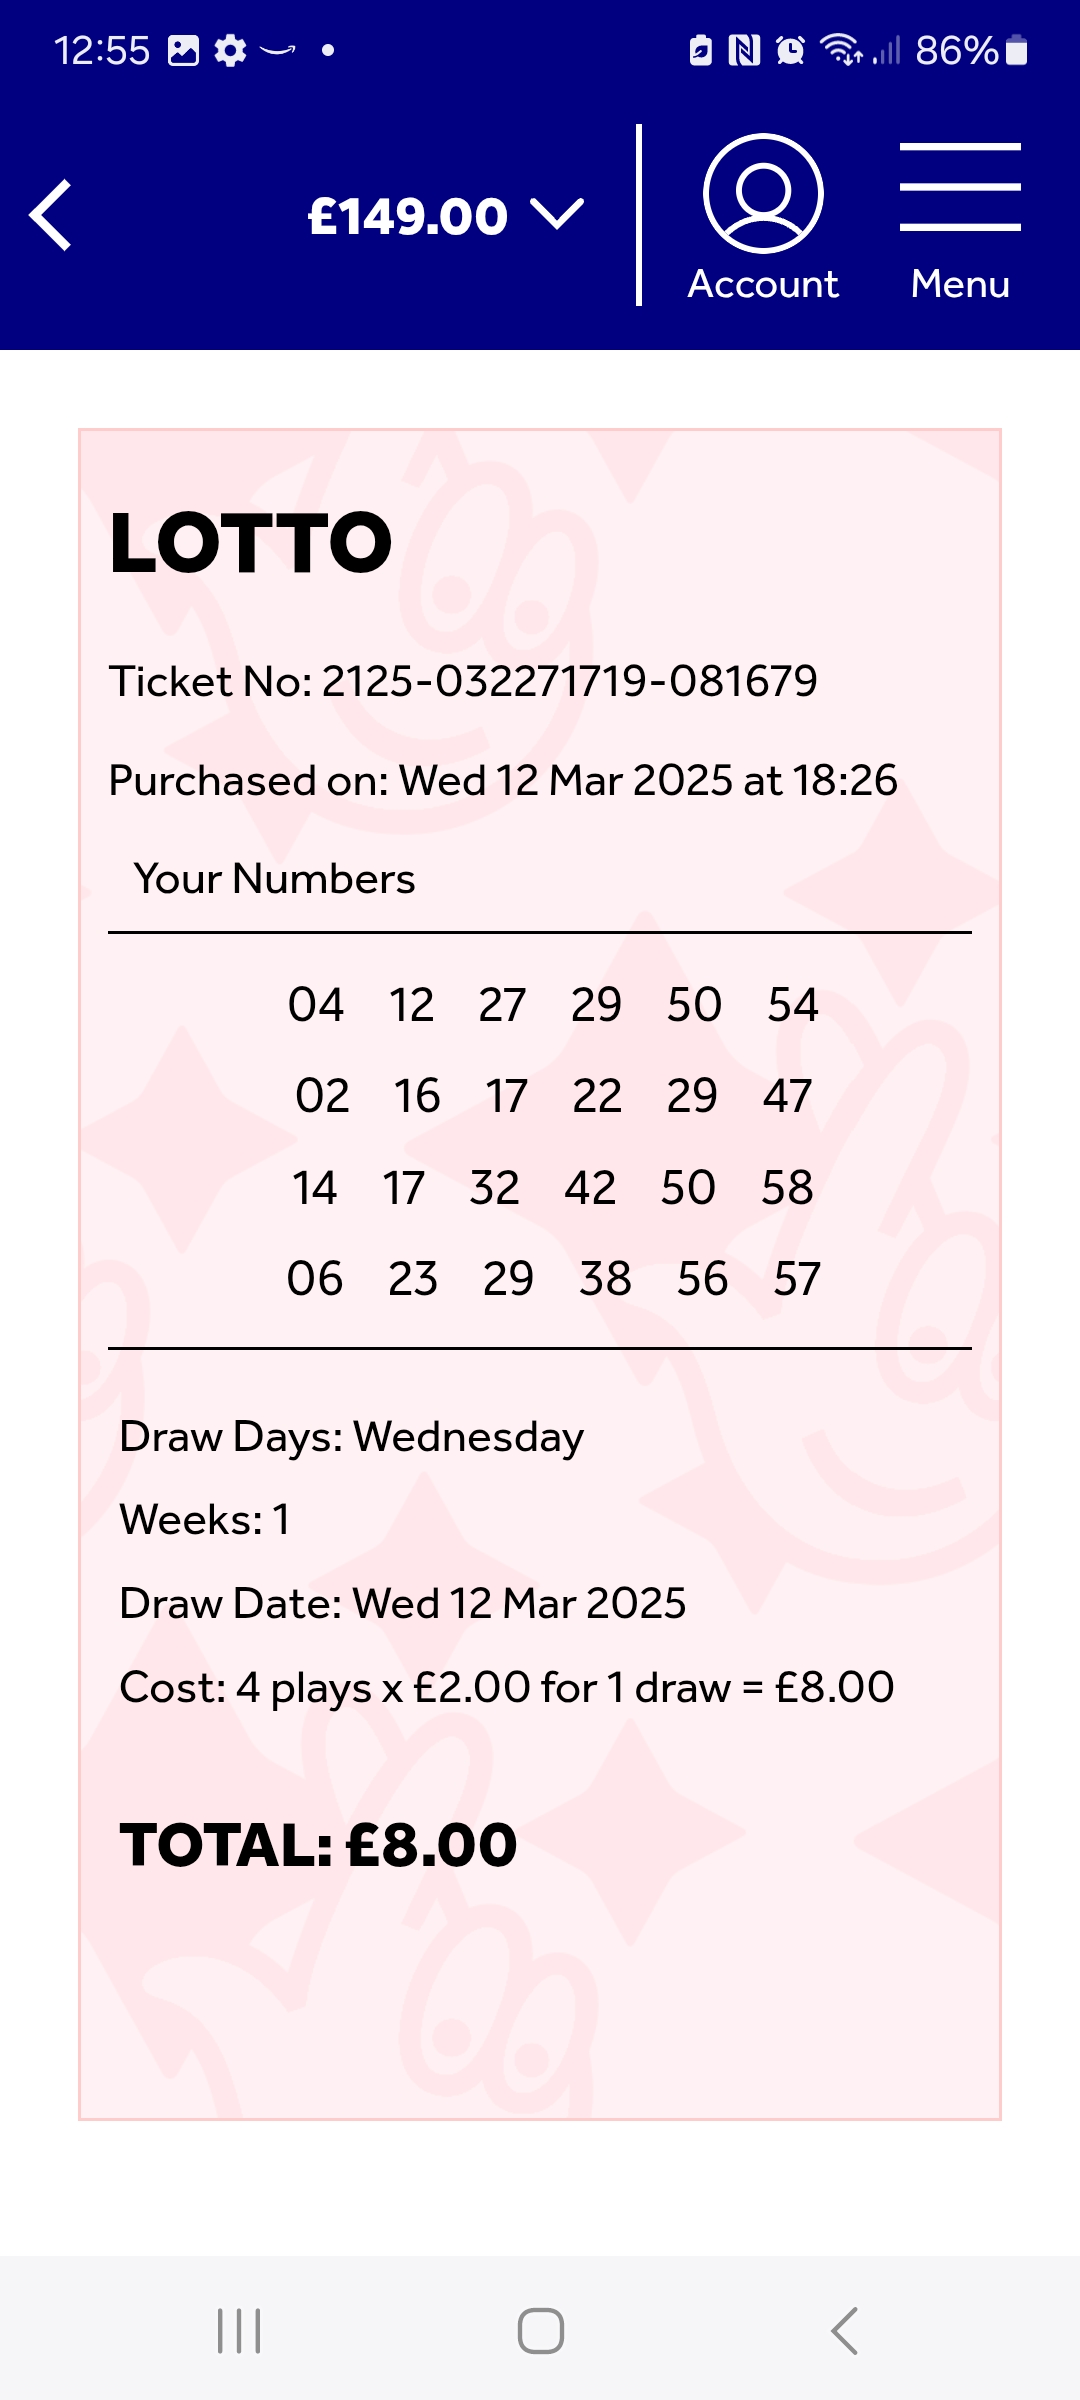 12:55 86%
£149.00
Account Menu
LOTTO
Ticket No: 2125-032271719-081679
Purchased on: Wed 12 Mar 2025 at 18:26
Your Numbers
04 12 27 29 50 54
02 16 17 22 29 47
14 17 32 42 50 58
06 23 29 38 56 57
Draw Days: Wednesday
Weeks: 1
Draw Date: Wed 12 Mar 2025
Cost: 4 plays x £2.00 for 1 draw = £8.00
TOTAL: £8.00